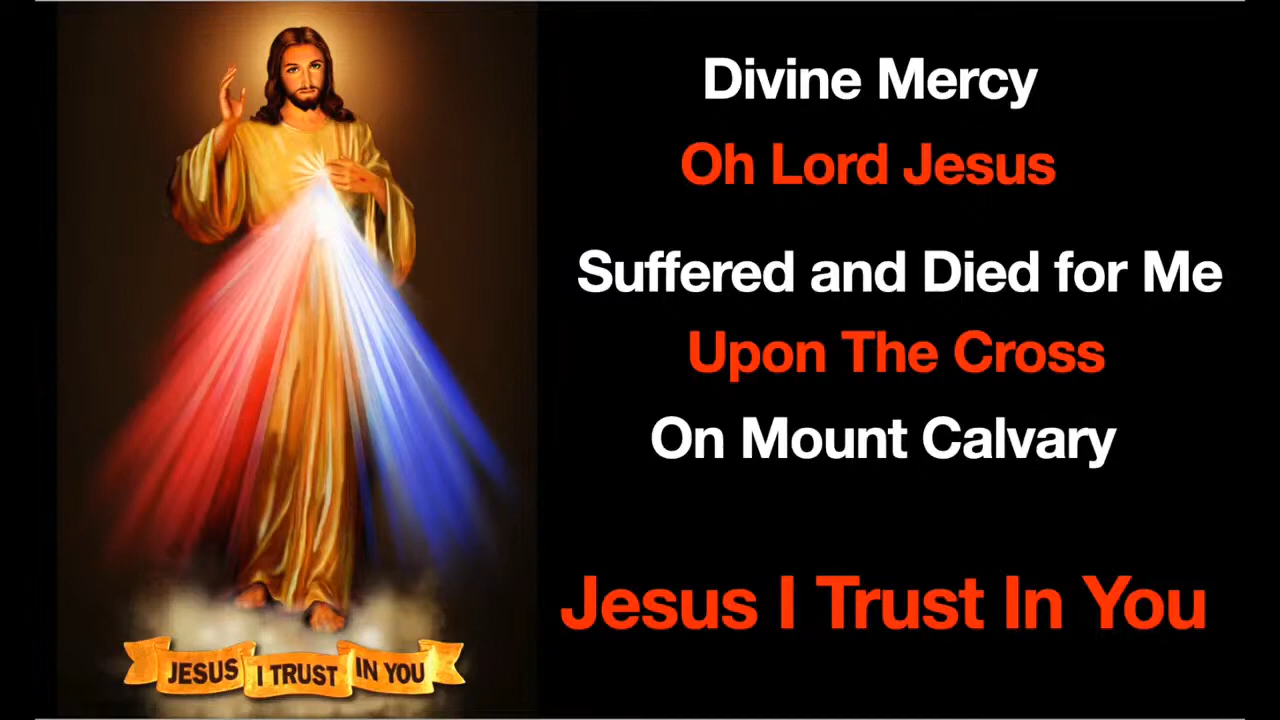 Divine Mercy
Oh Lord Jesus
Suffered and Died for Me
Upon The Cross
On Mount Calvary
Jesus I Trust In You
JESUS I TRUST IN YOU